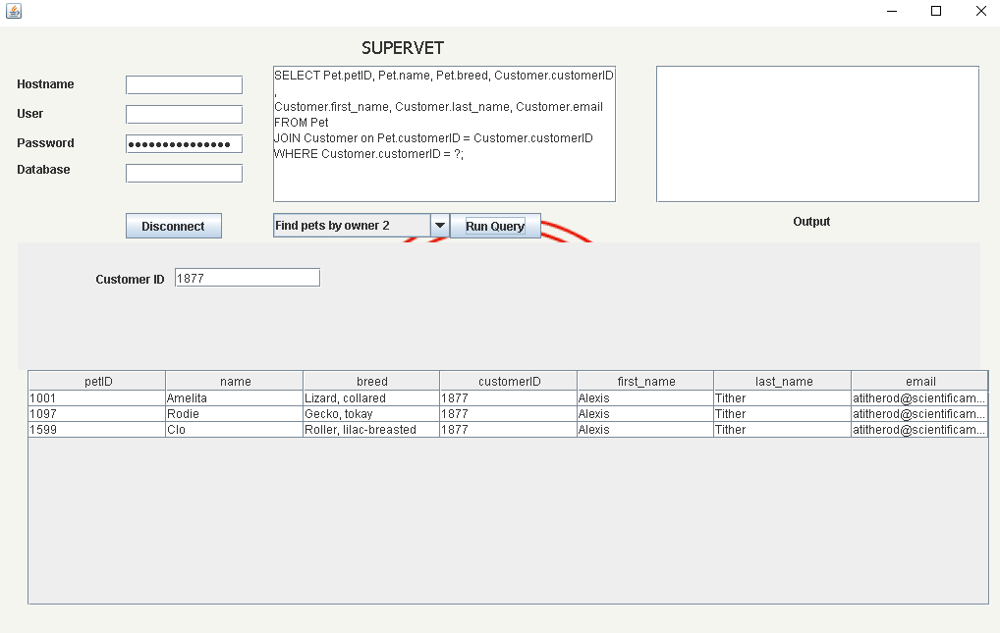 SUPERVET
Hostname
User
Password ●●●●●●●●●●●●●●●
Database
SELECT Pet.petID, Pet.name, Pet.breed, Customer.customerID
,
Customer.first_name, Customer.last_name, Customer.email
FROM Pet
JOIN Customer on Pet.customerID = Customer.customerID
WHERE Customer.customerID = ?;
Disconnect
Find pets by owner 2
Run Query
Output
Customer ID 1877
petID name breed customerID first_name last_name email
1001 Amelita Lizard, collared 1877 Alexis Tither atitherod@scientificam...
1097 Rodie Gecko, tokay 1877 Alexis Tither atitherod@scientificam...
1599 Clo Roller, lilac-breasted 1877 Alexis Tither atitherod@scientificam...